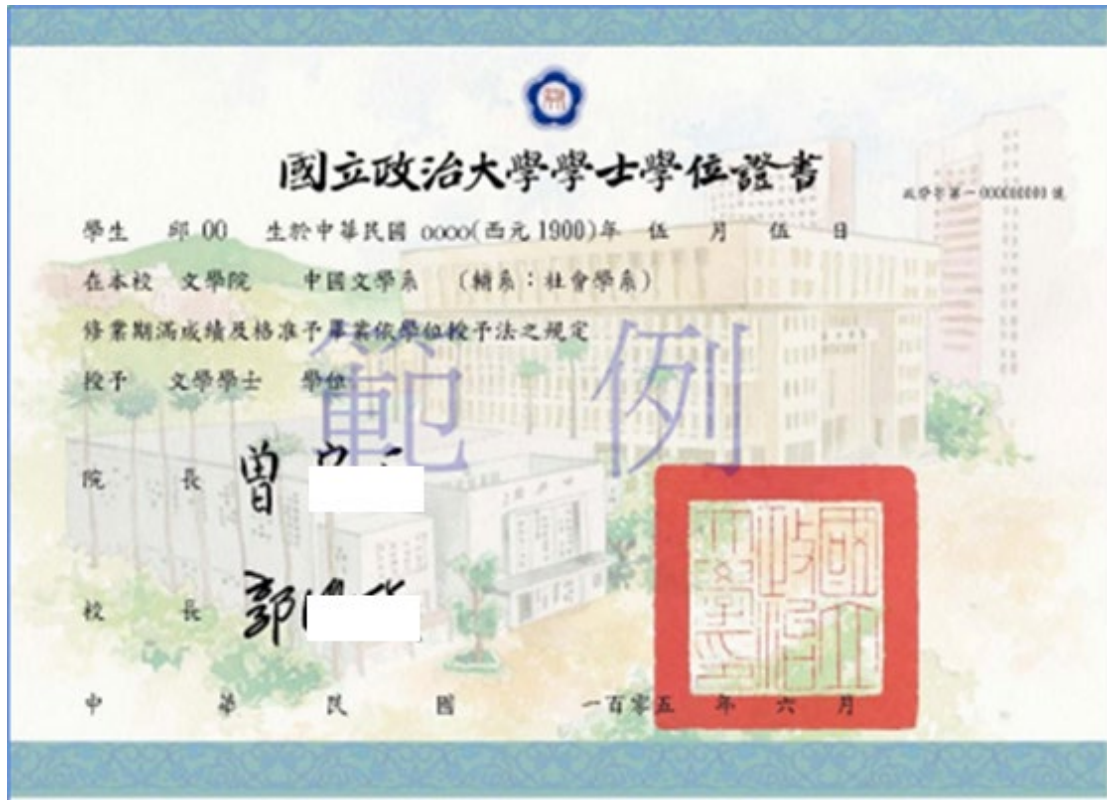 國立政治大學學士學位證書
政學字第一000000000號
學生 邱 00 生於中華民國 0000(西元 1900)年 伍 月 伍 日
在本校 文學院 中國文學系 (輔系：社會學系)
修業期滿成績及格准予畢業依學位授予法之規定
授予 文學學士 學位
範例
院 長 曾
校 長 郭
國立政治大學印
中 華 民 國 一百零五 年 六 月